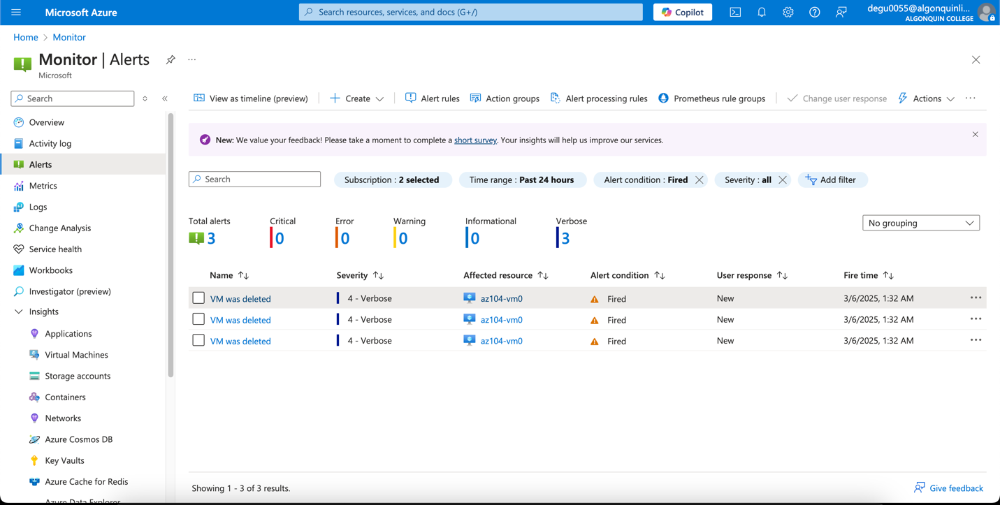 Microsoft Azure
Search resources, services, and docs (G+/)
Copilot
degu0055@algonquinli...
ALGONQUIN COLLEGE
Home > Monitor
Monitor | Alerts
Microsoft
Search
Overview
Activity log
Alerts
Metrics
Logs
Change Analysis
Service health
Workbooks
Investigator (preview)
Insights
Applications
Virtual Machines
Storage accounts
Containers
Networks
Azure Cosmos DB
Key Vaults
Azure Cache for Redis
Azure Data Explorer
View as timeline (preview) Create Alert rules Action groups Alert processing rules Prometheus rule groups Change user response Actions
New: We value your feedback! Please take a moment to complete a short survey. Your insights will help us improve our services.
Search Subscription : 2 selected Time range : Past 24 hours Alert condition : Fired Severity : all Add filter
Total alerts Critical Error Warning Informational Verbose
3 0 0 0 0 3
No grouping
Name Severity Affected resource Alert condition User response Fire time
VM was deleted 4 - Verbose az104-vm0 Fired New 3/6/2025, 1:32 AM
VM was deleted 4 - Verbose az104-vm0 Fired New 3/6/2025, 1:32 AM
VM was deleted 4 - Verbose az104-vm0 Fired New 3/6/2025, 1:32 AM
Showing 1 - 3 of 3 results.
Give feedback